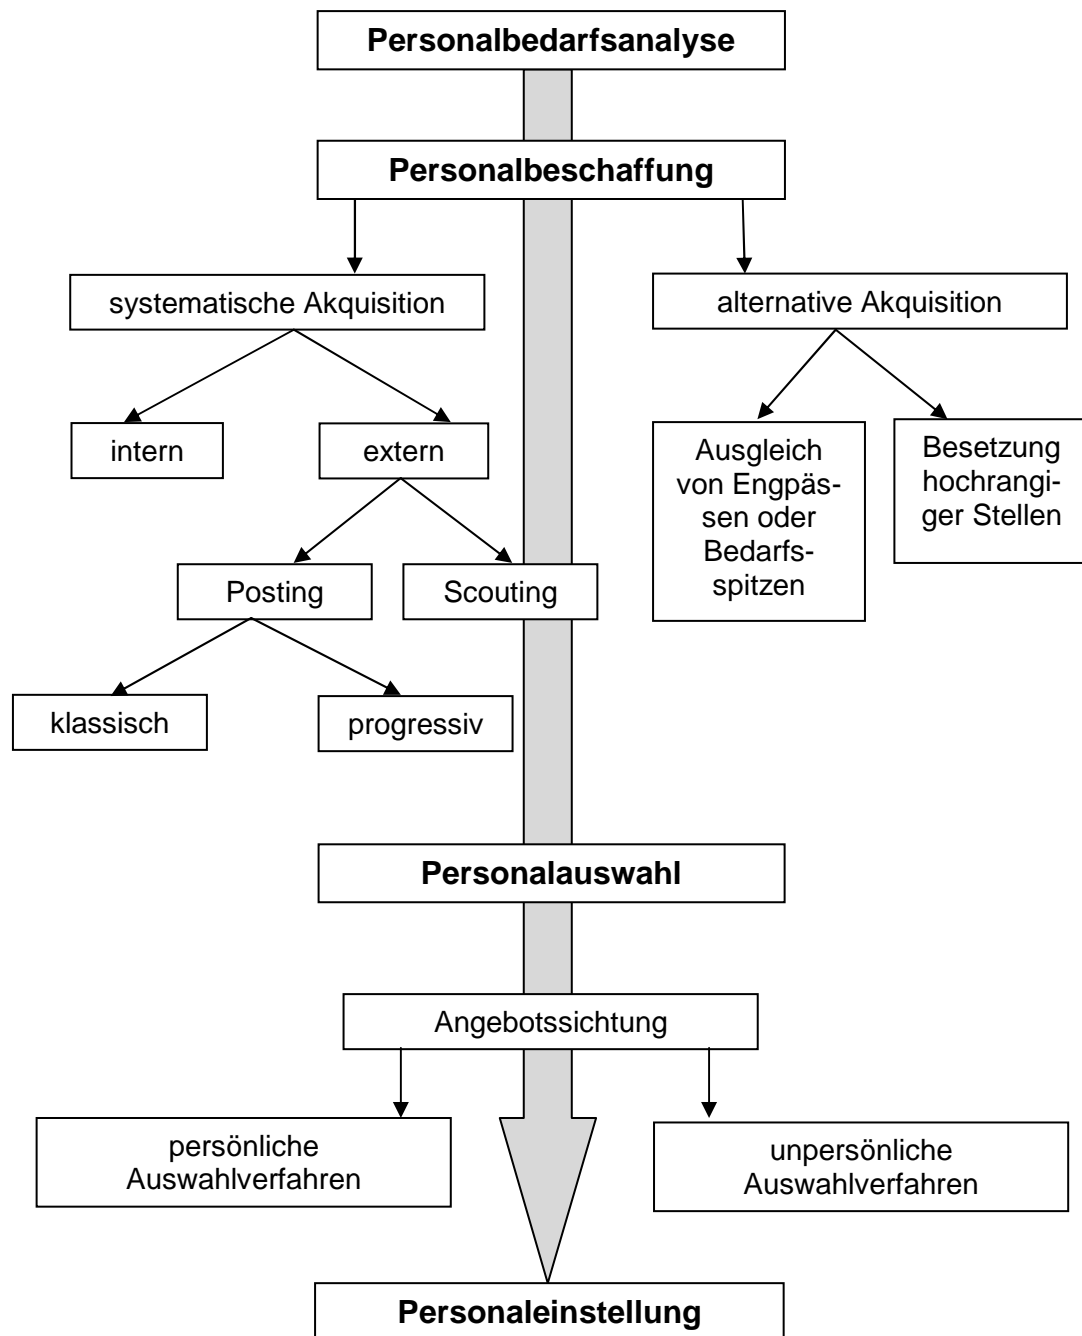 Personalbedarfsanalyse
Personalbeschaffung
systematische Akquisition
alternative Akquisition
intern
extern
Ausgleich
von Engpäs-
sen oder
Bedarfs-
spitzen
Besetzung
hochrangi-
ger Stellen
Posting
Scouting
klassisch
progressiv
Personalauswahl
Angebotssichtung
persönliche
Auswahlverfahren
unpersönliche
Auswahlverfahren
Personaleinstellung